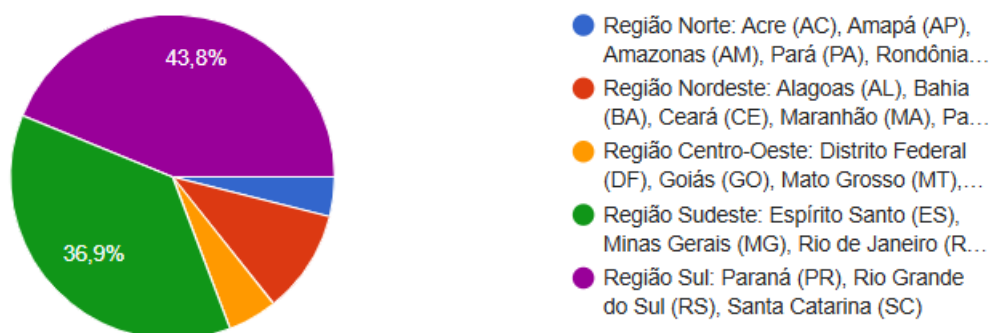 43,8%
36,9%
Região Norte: Acre (AC), Amapá (AP),
Amazonas (AM), Pará (PA), Rondônia...
Região Nordeste: Alagoas (AL), Bahia
(BA), Ceará (CE), Maranhão (MA), Pa...
Região Centro-Oeste: Distrito Federal
(DF), Goiás (GO), Mato Grosso (MT),...
Região Sudeste: Espírito Santo (ES),
Minas Gerais (MG), Rio de Janeiro (R...
Região Sul: Paraná (PR), Rio Grande
do Sul (RS), Santa Catarina (SC)